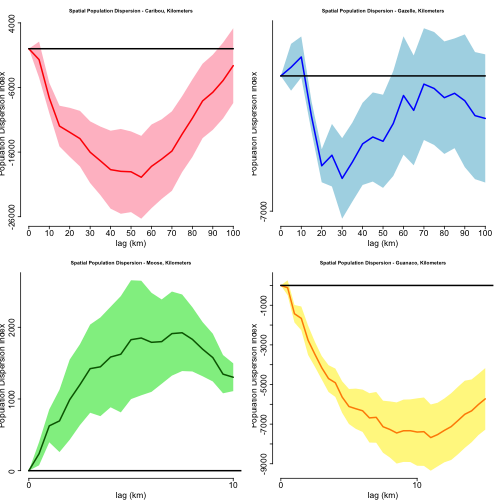 Spatial Population Dispersion - Caribou, Kilometers
Population Dispersion Index
4000
-6000
-16000
-26000
0 10 20 30 40 50 60 70 80 90 100
lag (km)
Spatial Population Dispersion - Gazelle, Kilometers
Population Dispersion Index
-7000
0 10 20 30 40 50 60 70 80 90 100
lag (km)
Spatial Population Dispersion - Moose, Kilometers
Population Dispersion Index
2000
1000
0
0 10
lag (km)
Spatial Population Dispersion - Guanaco, Kilometers
Population Dispersion Index
-1000
-3000
-5000
-7000
-9000
0 10
lag (km)